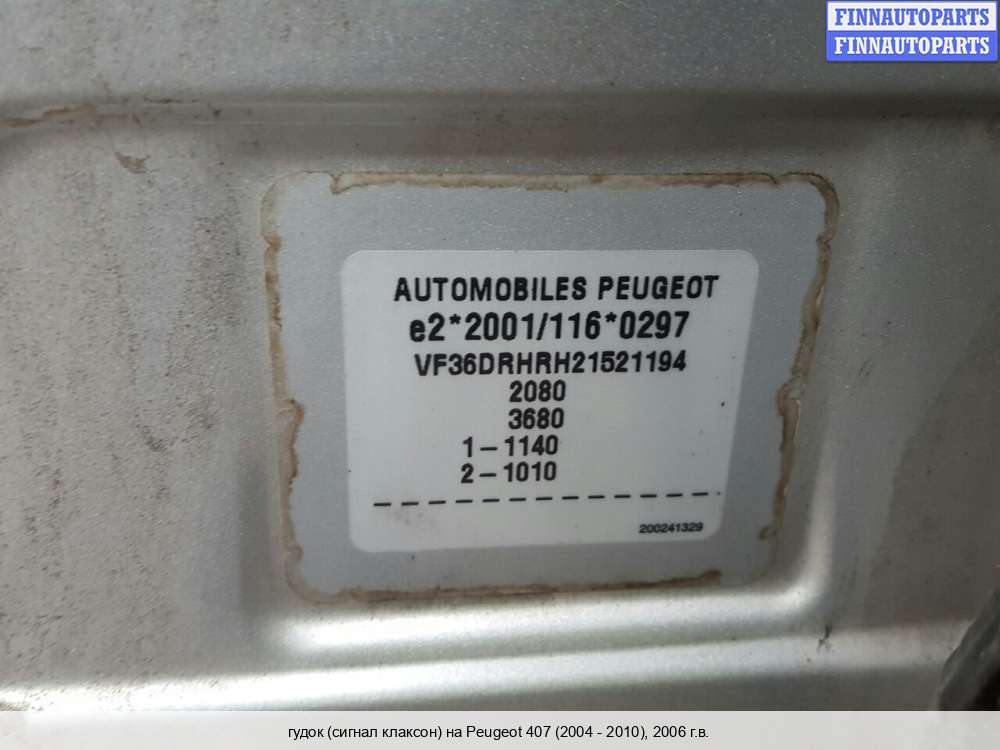 FINNAUTOPARTS
FINNAUTOPARTS
AUTOMOBILES PEUGEOT
e2*2001/116*0297
VF36DRHRH21521194
2080
3680
1-1140
2-1010
200241329
гудок (сигнал клаксон) на Peugeot 407 (2004 - 2010), 2006 г.в.